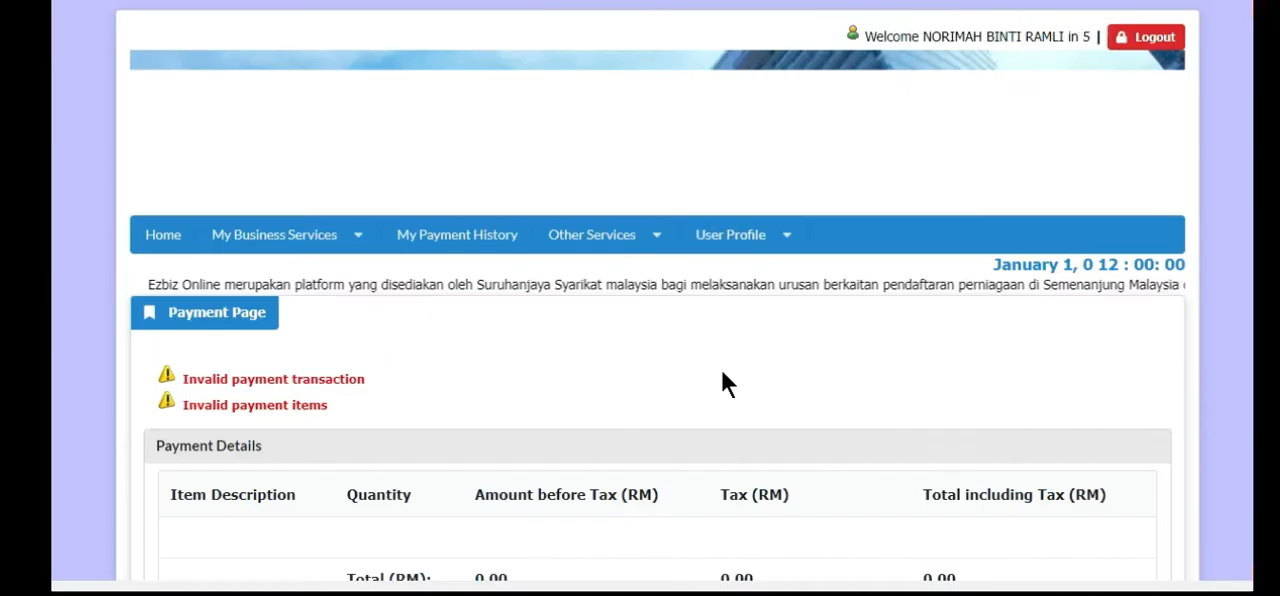 Welcome NORIMAH BINTI RAMLI in 5 | Logout
Home My Business Services My Payment History Other Services User Profile
January 1, 0 12 : 00: 00
Ezbiz Online merupakan platform yang disediakan oleh Suruhanjaya Syarikat malaysia bagi melaksanakan urusan berkaitan pendaftaran perniagaan di Semenanjung Malaysia
Payment Page
Invalid payment transaction
Invalid payment items
Payment Details
Item Description Quantity Amount before Tax (RM) Tax (RM) Total including Tax (RM)
Total (RM): 0.00 0.00 0.00